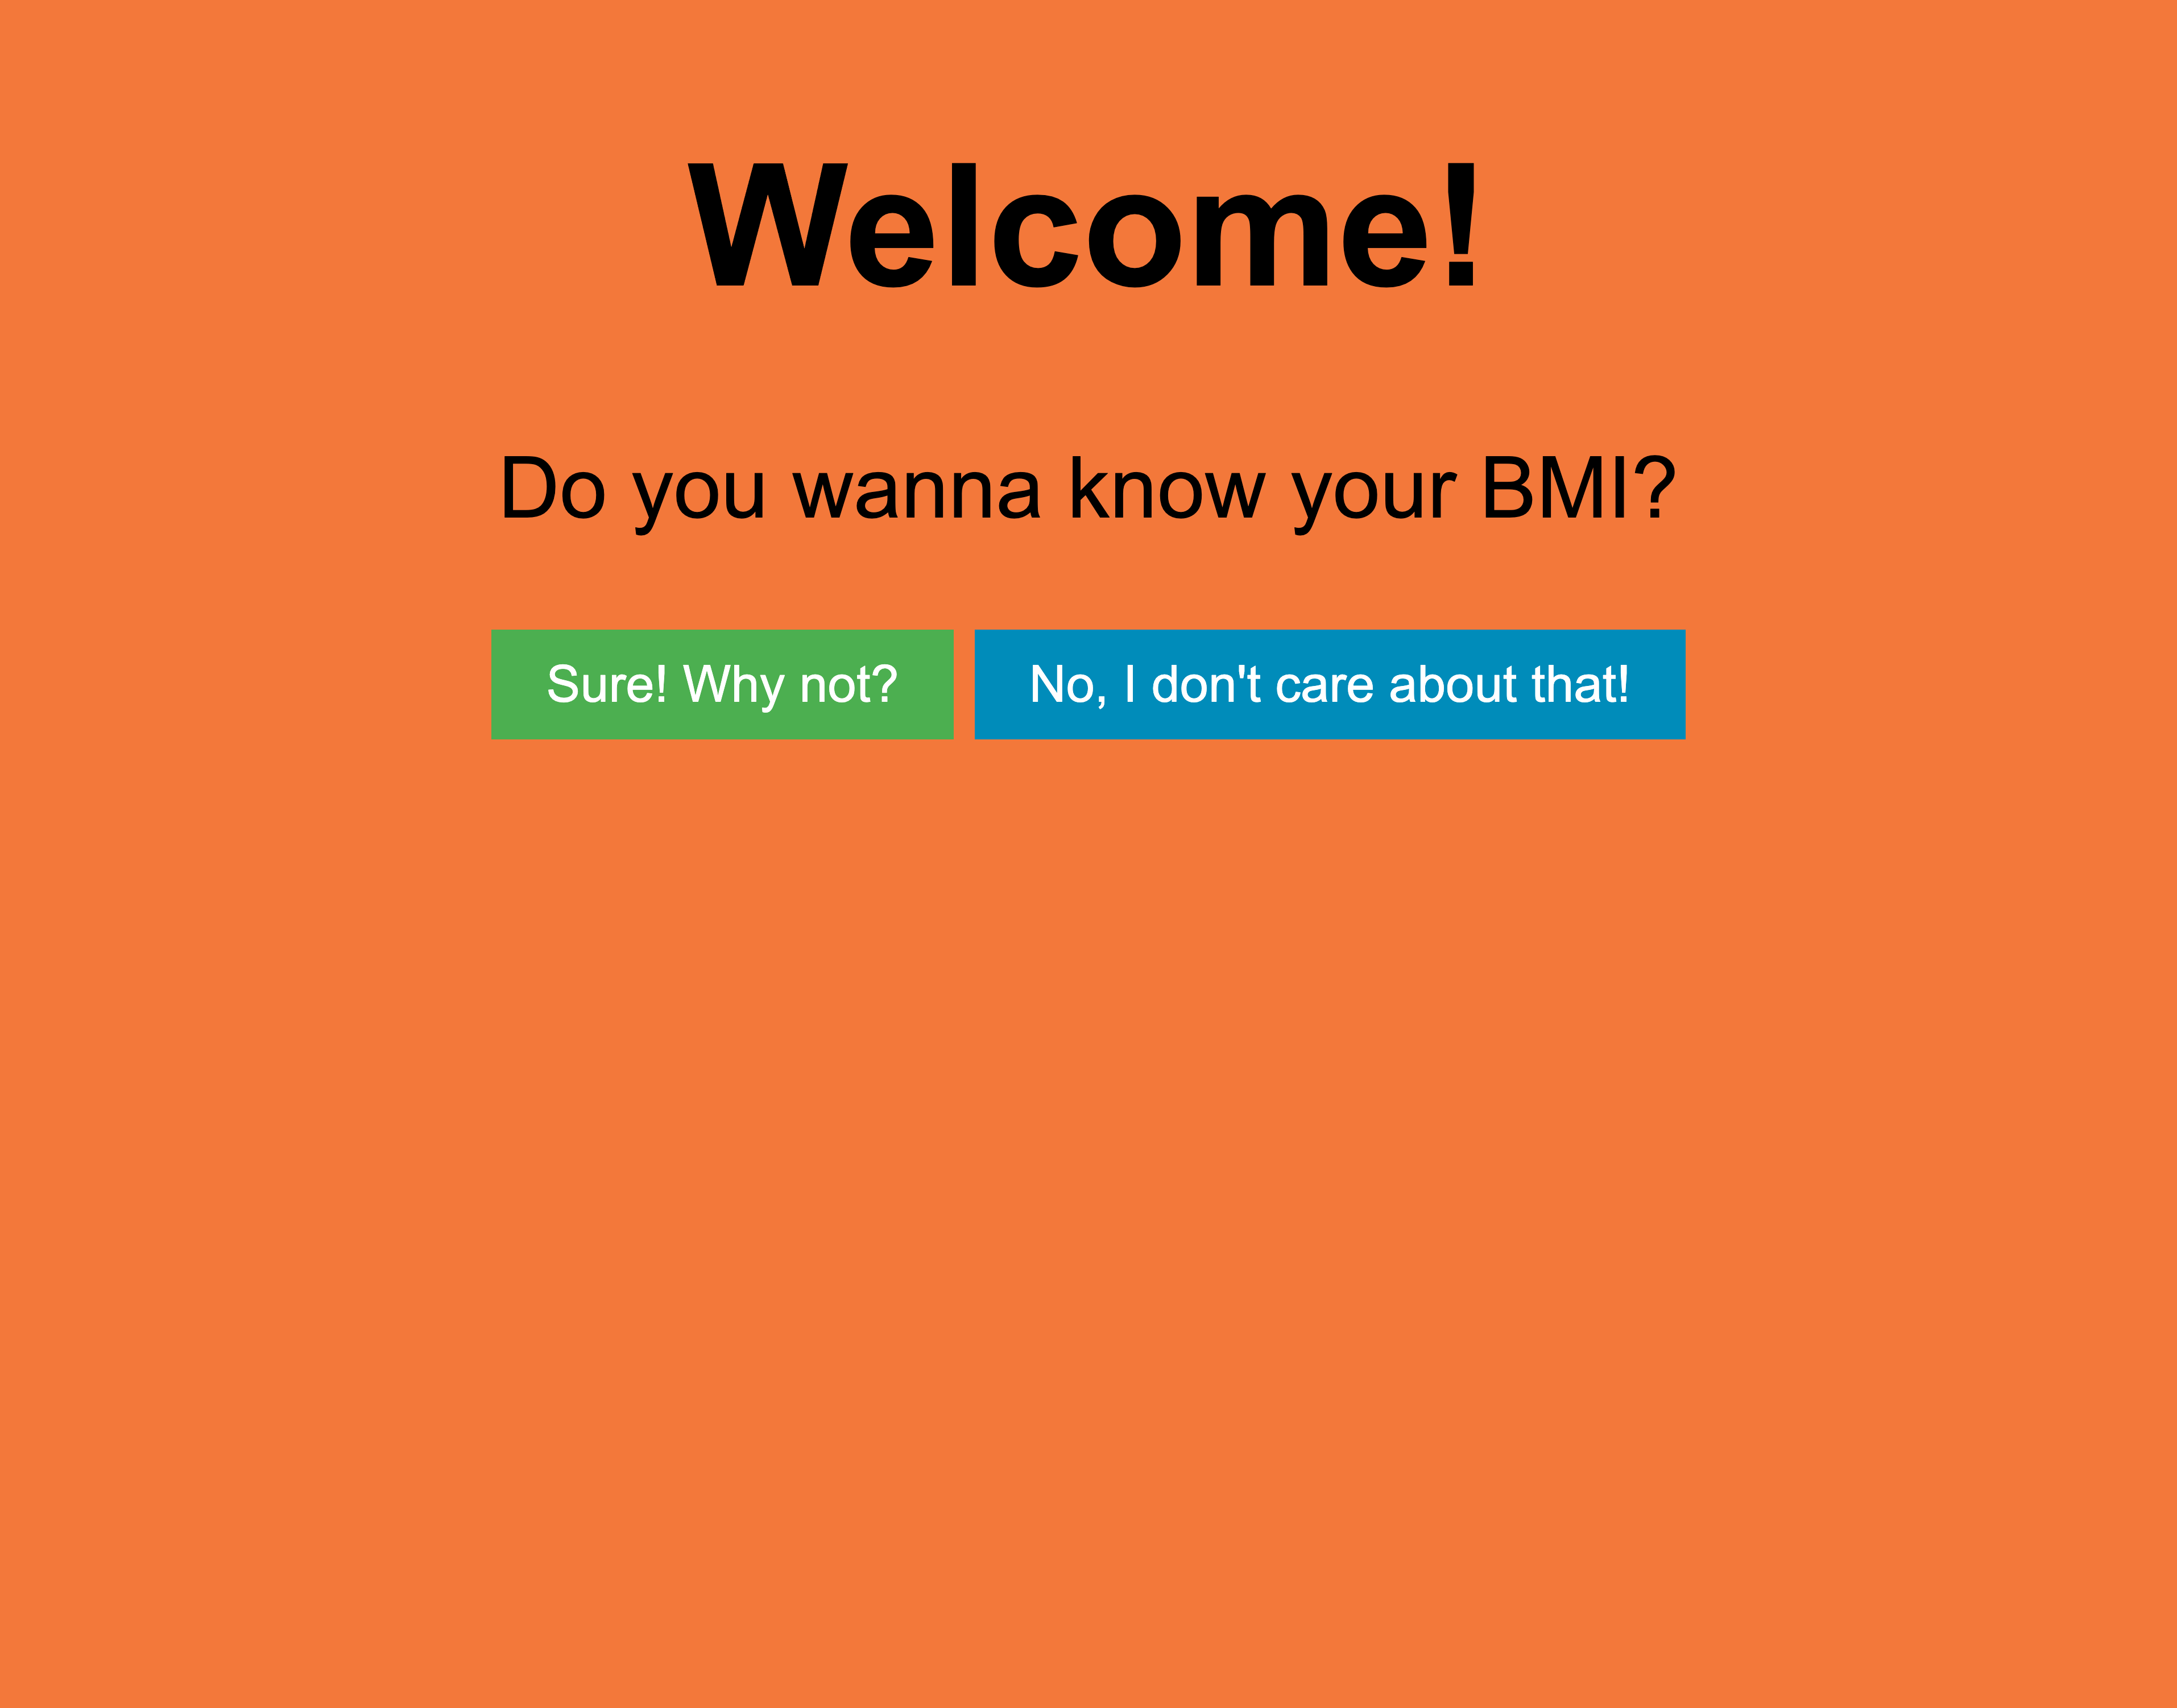 Welcome!
Do you wanna know your BMI?
Sure! Why not?
No, I don't care about that!